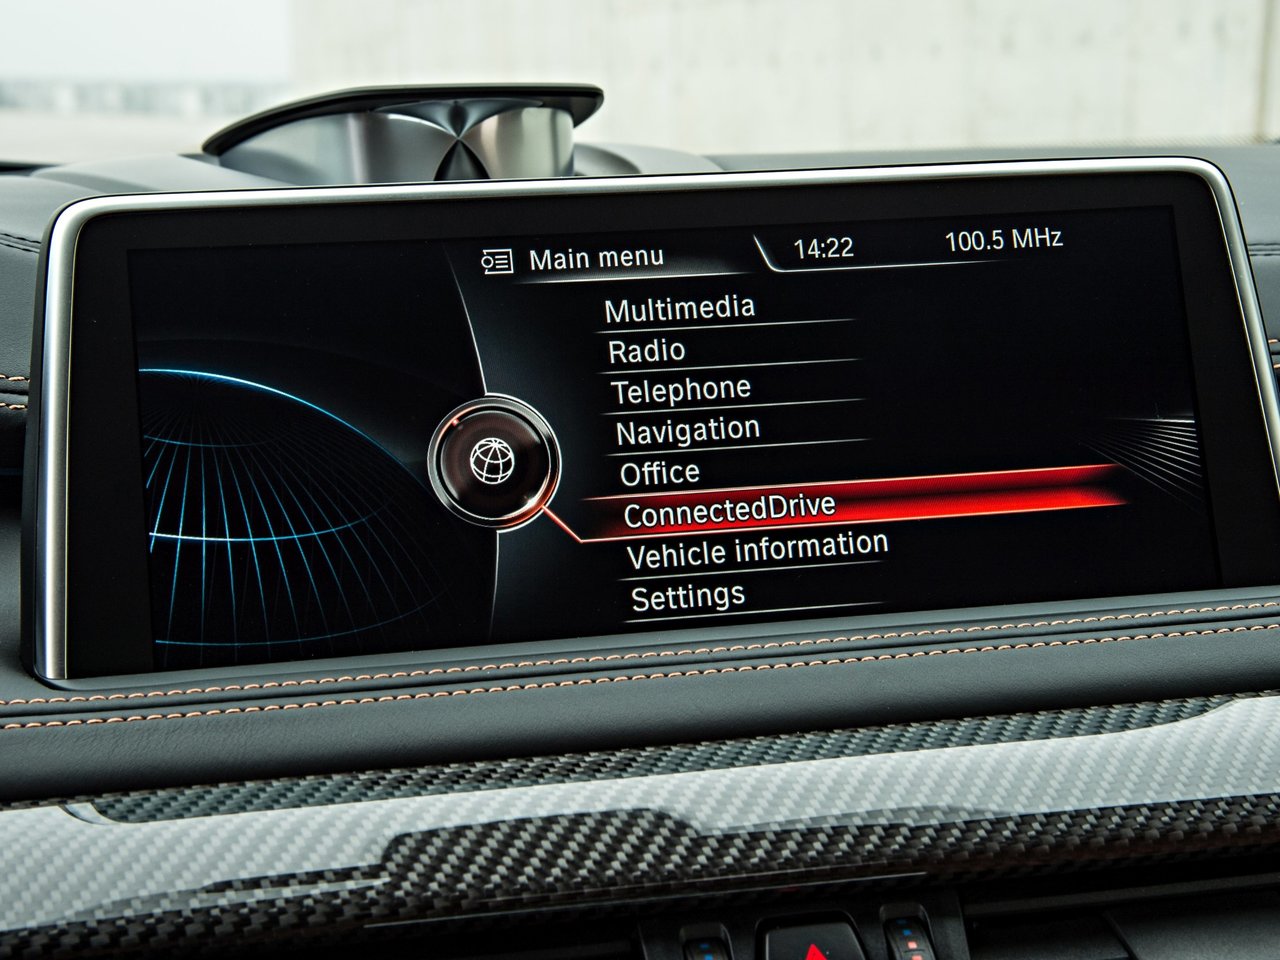 Main menu 14:22 100.5 MHz
Multimedia
Radio
Telephone
Navigation
Office
ConnectedDrive
Vehicle information
Settings